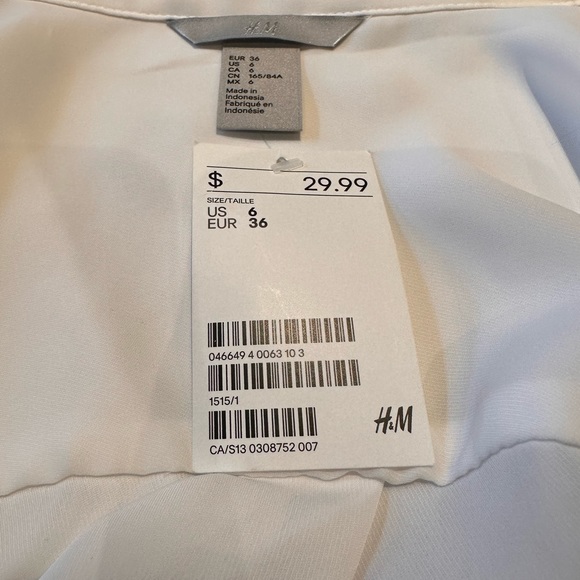 H&M
EUR 36
US 6
CA 6
CN 165/84A
MX 6
Made in
Indonesia
Fabriqué en
Indonésie
$ 29.99
SIZE/TAILLE
US 6
EUR 36
046649 4 0063 10 3
1515/1
H&M
CA/S13 0308752 007